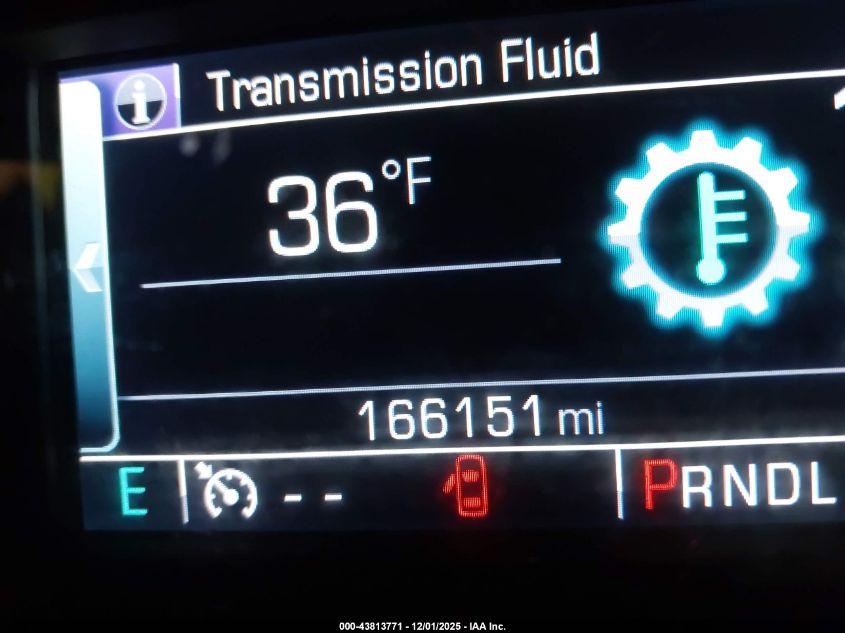 i Transmission Fluid
36°F
166151 mi
E -- PRNDL
000-43813771 - 12/01/2025 - IAA Inc.